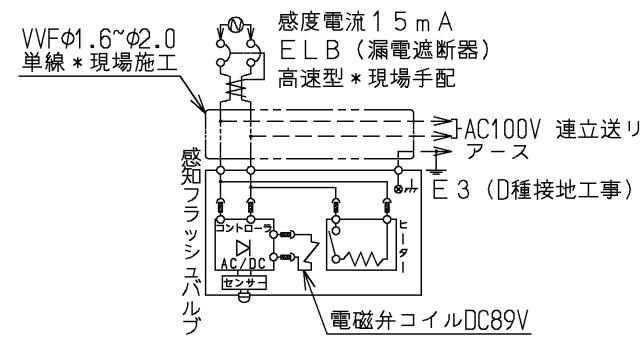 感度電流15mA
ELB(漏電遮断器)
高速型*現場手配
VVFφ1.6~φ2.0
単線*現場施工
AC100V 連立送り
アース
E3(D種接地工事)
感知フラッシュバルブ
コントローラ
AC/DC
センサー
ヒーター
電磁弁コイルDC89V